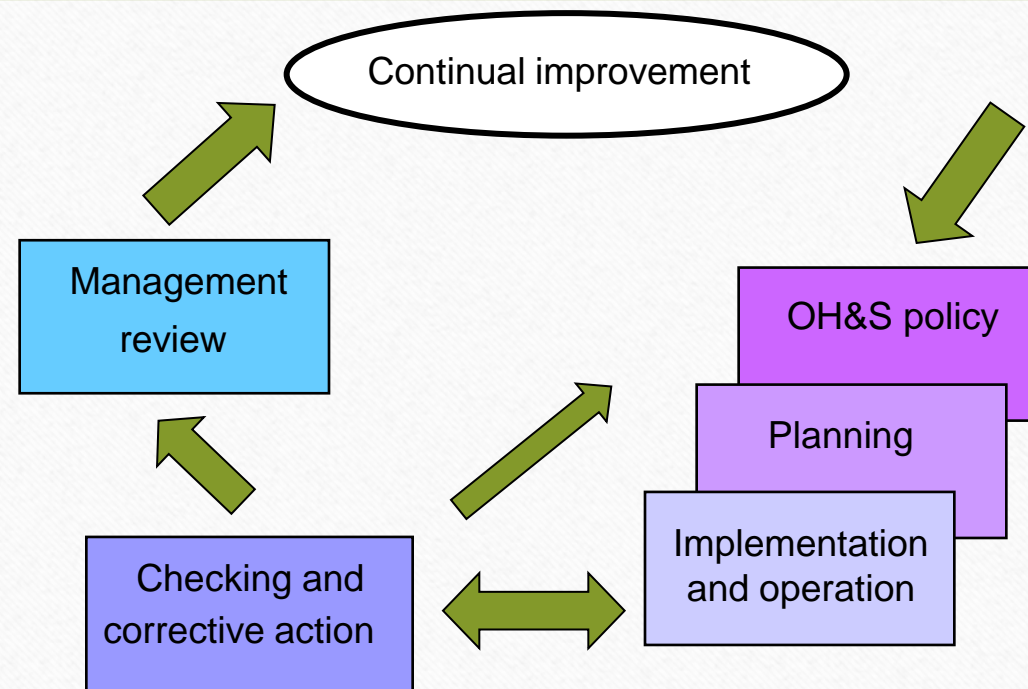 Continual improvement
Management
review
OH&S policy
Planning
Implementation
and operation
Checking and
corrective action